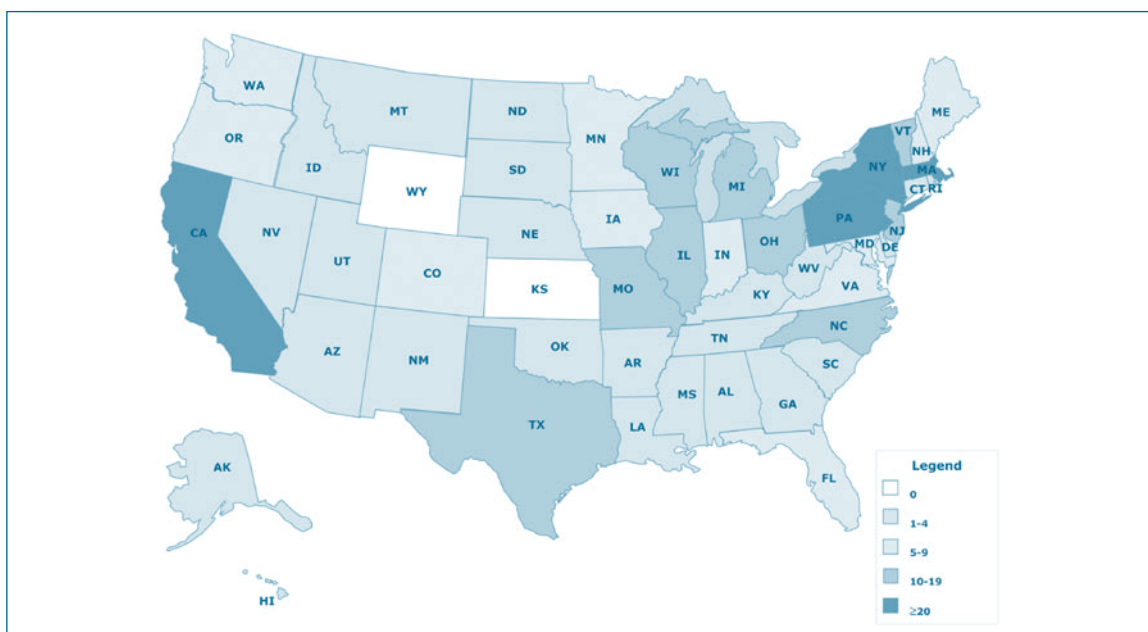 WA
ME
MT
ND
VT
MN
OR
NH
ID
NY
MA
SD
WI
MI
CT
RI
WY
IA
PA
NE
NJ
CA
NV
OH
MD
DE
UT
IL
IN
CO
WV
KS
MO
VA
KY
NC
TN
OK
AZ
NM
AR
SC
MS
AL
GA
TX
LA
AK
FL
HI
Legend
0
1-4
5-9
10-19
≥20